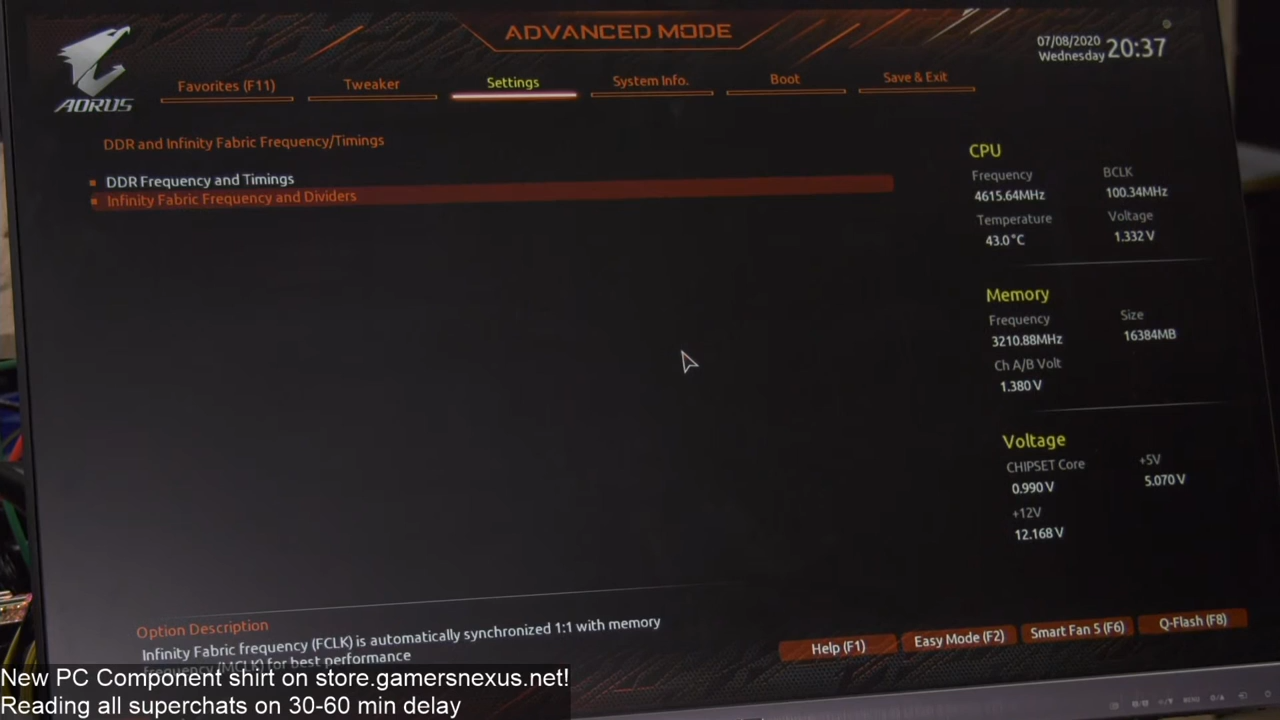 ADVANCED MODE
07/08/2020
Wednesday
20:37
AORUS
Favorites (F11)
Tweaker
Settings
System Info.
Boot
Save & Exit
DDR and Infinity Fabric Frequency/Timings
DDR Frequency and Timings
Infinity Fabric Frequency and Dividers
CPU
Frequency
BCLK
4615.64MHz
100.34MHz
Temperature
Voltage
43.0°C
1.332 V
Memory
Frequency
Size
3210.88MHz
16384MB
Ch A/B Volt
1.380 V
Voltage
CHIPSET Core
+5V
0.990 V
5.070 V
+12V
12.168 V
Option Description
Infinity Fabric frequency (FCLK) is automatically synchronized 1:1 with memory
frequency (MCLK) for best performance
Help (F1)
Easy Mode (F2)
Smart Fan 5 (F6)
Q-Flash (F8)
New PC Component shirt on store.gamersnexus.net!
Reading all superchats on 30-60 min delay